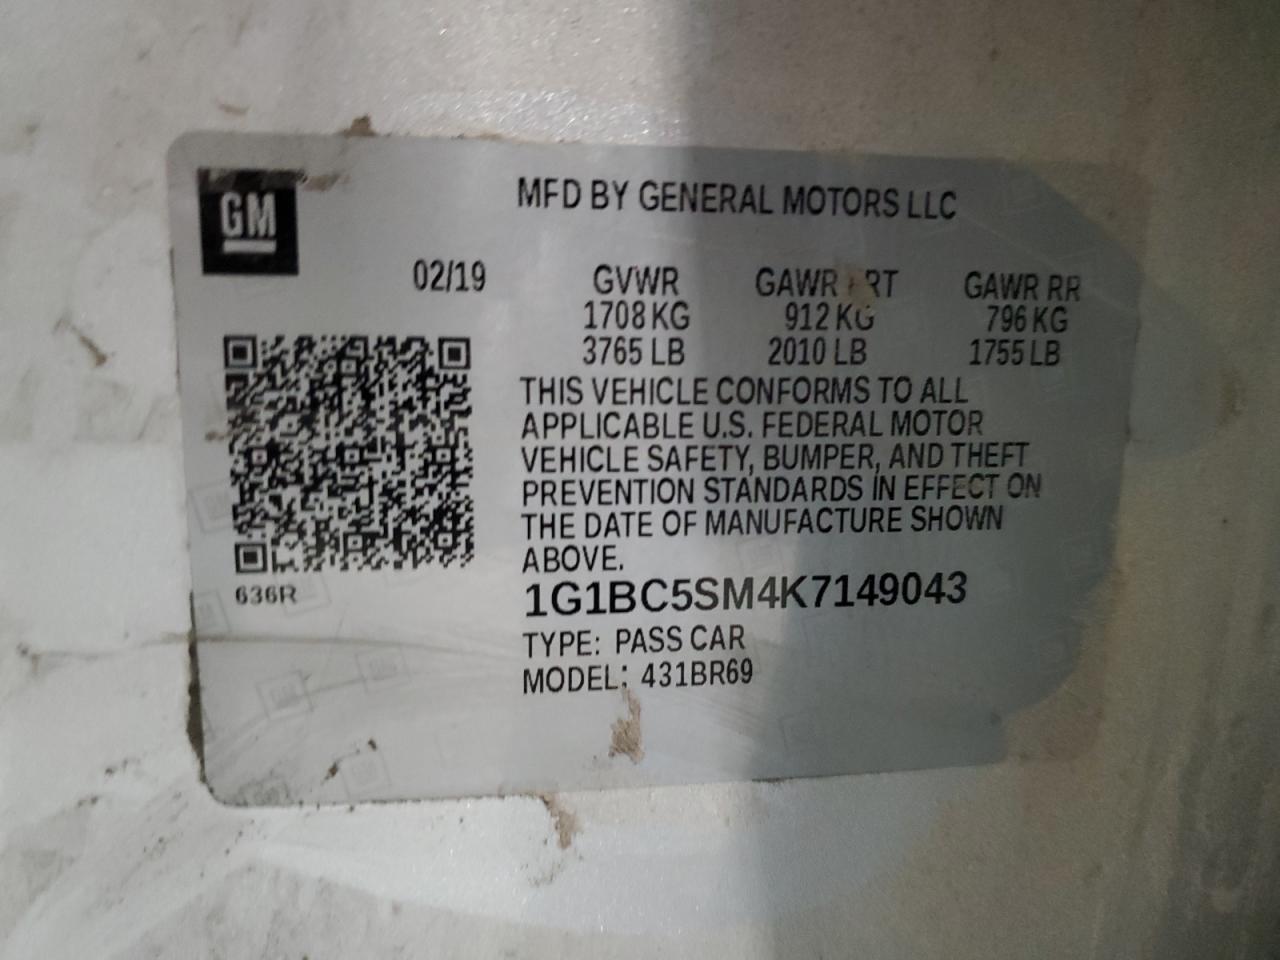 GM
MFD BY GENERAL MOTORS LLC
02/19
GVWR GAWR FRT GAWR RR
1708 KG 912 KG 796 KG
3765 LB 2010 LB 1755 LB
THIS VEHICLE CONFORMS TO ALL
APPLICABLE U.S. FEDERAL MOTOR
VEHICLE SAFETY, BUMPER, AND THEFT
PREVENTION STANDARDS IN EFFECT ON
THE DATE OF MANUFACTURE SHOWN
ABOVE.
636R
1G1BC5SM4K7149043
TYPE: PASS CAR
MODEL: 431BR69